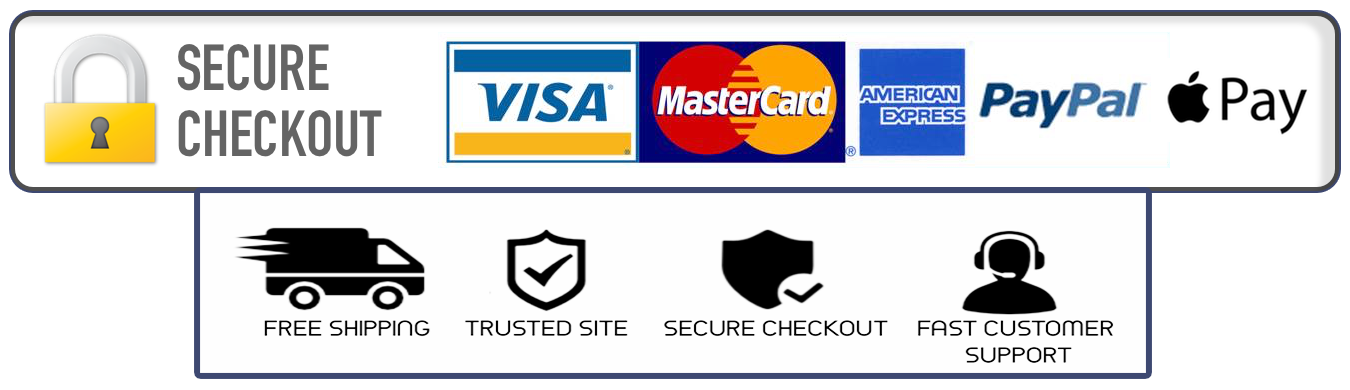 SECURE
CHECKOUT
VISA®
MasterCard®
AMERICAN
EXPRESS
PayPal
Pay
FREE SHIPPING
TRUSTED SITE
SECURE CHECKOUT
FAST CUSTOMER
SUPPORT